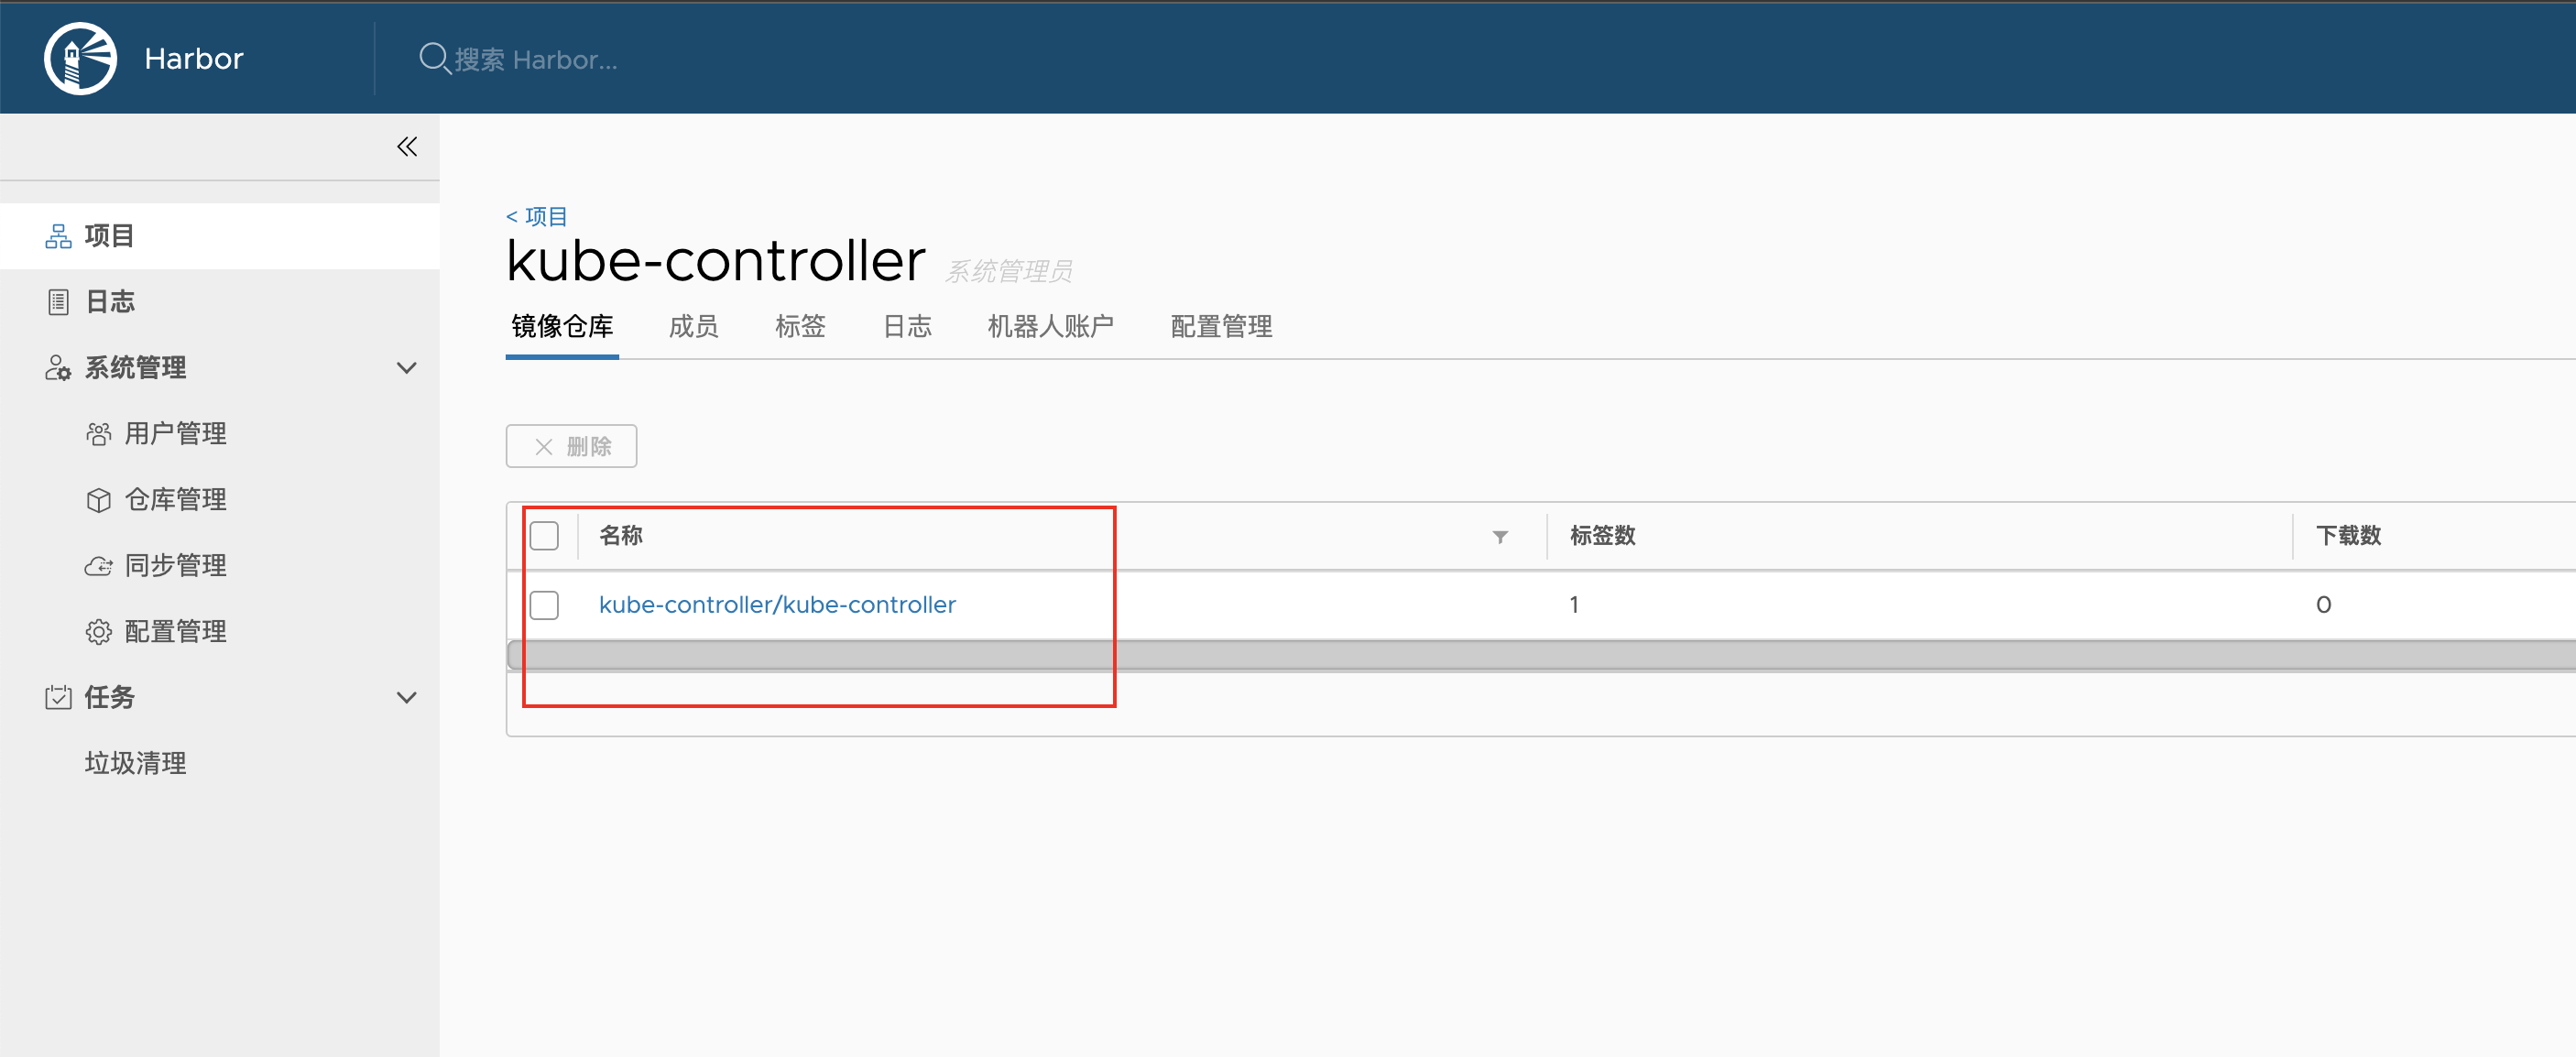 Harbor
搜索 Harbor...
项目
日志
系统管理
用户管理
仓库管理
同步管理
配置管理
任务
垃圾清理
< 项目
kube-controller 系统管理员
镜像仓库 成员 标签 日志 机器人账户 配置管理
删除
名称 标签数 下载数
kube-controller/kube-controller 1 0